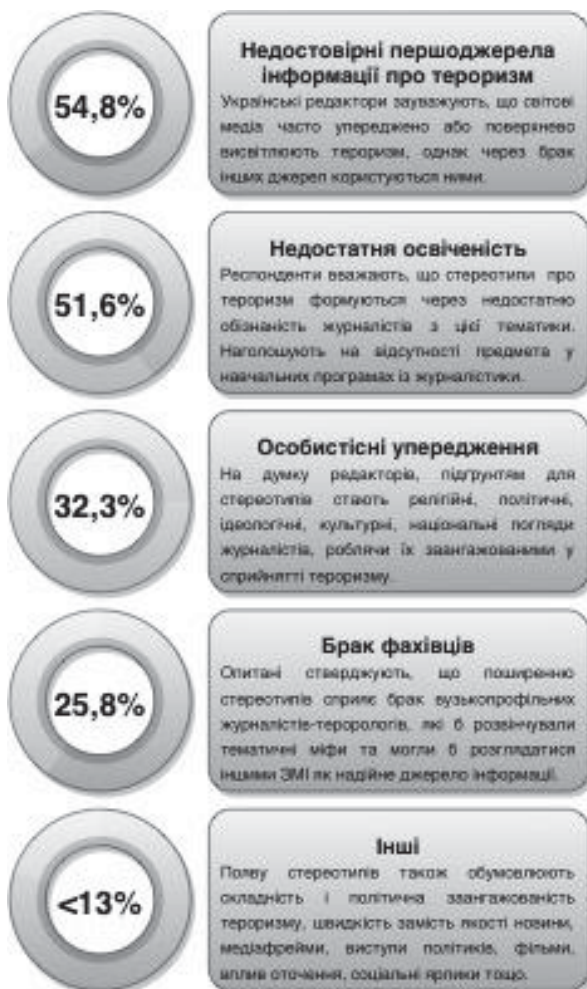 54,8%
Недостовірні першоджерела
інформації про тероризм
Українські редактори зауважують, що світові
медіа часто упереджено або поверхнево
висвітлюють тероризм, однак через брак
інших джерел користуються ними.
51,6%
Недостатня освіченість
Респонденти вважають, що стереотипи про
тероризм формуються через недостатню
обізнаність журналістів з цієї тематики.
Наголошують на відсутності предмета у
навчальних програмах із журналістики.
32,3%
Особистісні упередження
На думку редакторів, підґрунтям для
стереотипів стають релігійні, політичні,
ідеологічні, культурні, національні погляди
журналістів, роблячи їх заангажованими у
сприйнятті тероризму.
25,8%
Брак фахівців
Опитані стверджують, що поширенню
стереотипів сприяє брак вузькопрофільних
журналістів-терорологів, які б розвінчували
тематичні міфи та могли б розглядатися
іншими ЗМІ як надійне джерело інформації.
<13%
Інші
Появу стереотипів також обумовлюють
складність і політична заангажованість
тероризму, швидкість замість якості новини,
медіафрейми, виступи політиків, фільми,
вплив оточення, соціальні ярлики тощо.